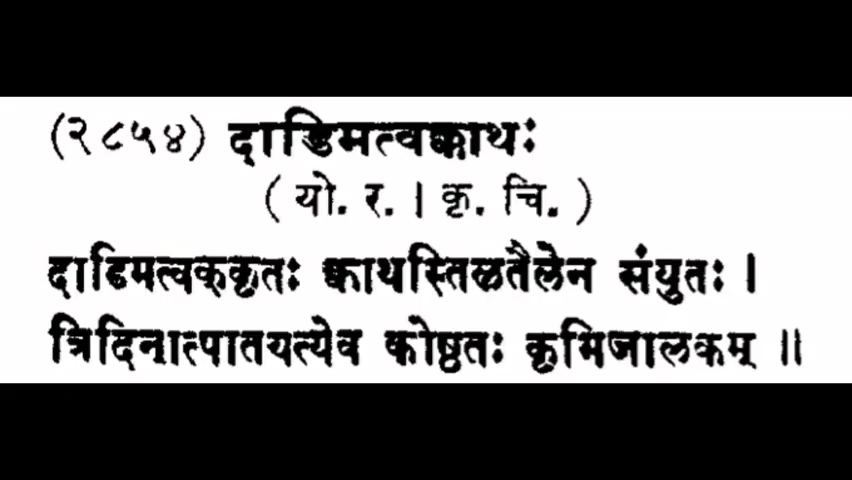 (२८५४) दाडिमत्वक्क्वाथः
( यो. र. । कृ. चि. )
दाडिमत्वक्कृतः क्वाथस्तिलतैलेन संयुतः ।
त्रिदिनात्पातयत्येव कोष्ठतः कृमिजालकम् ॥